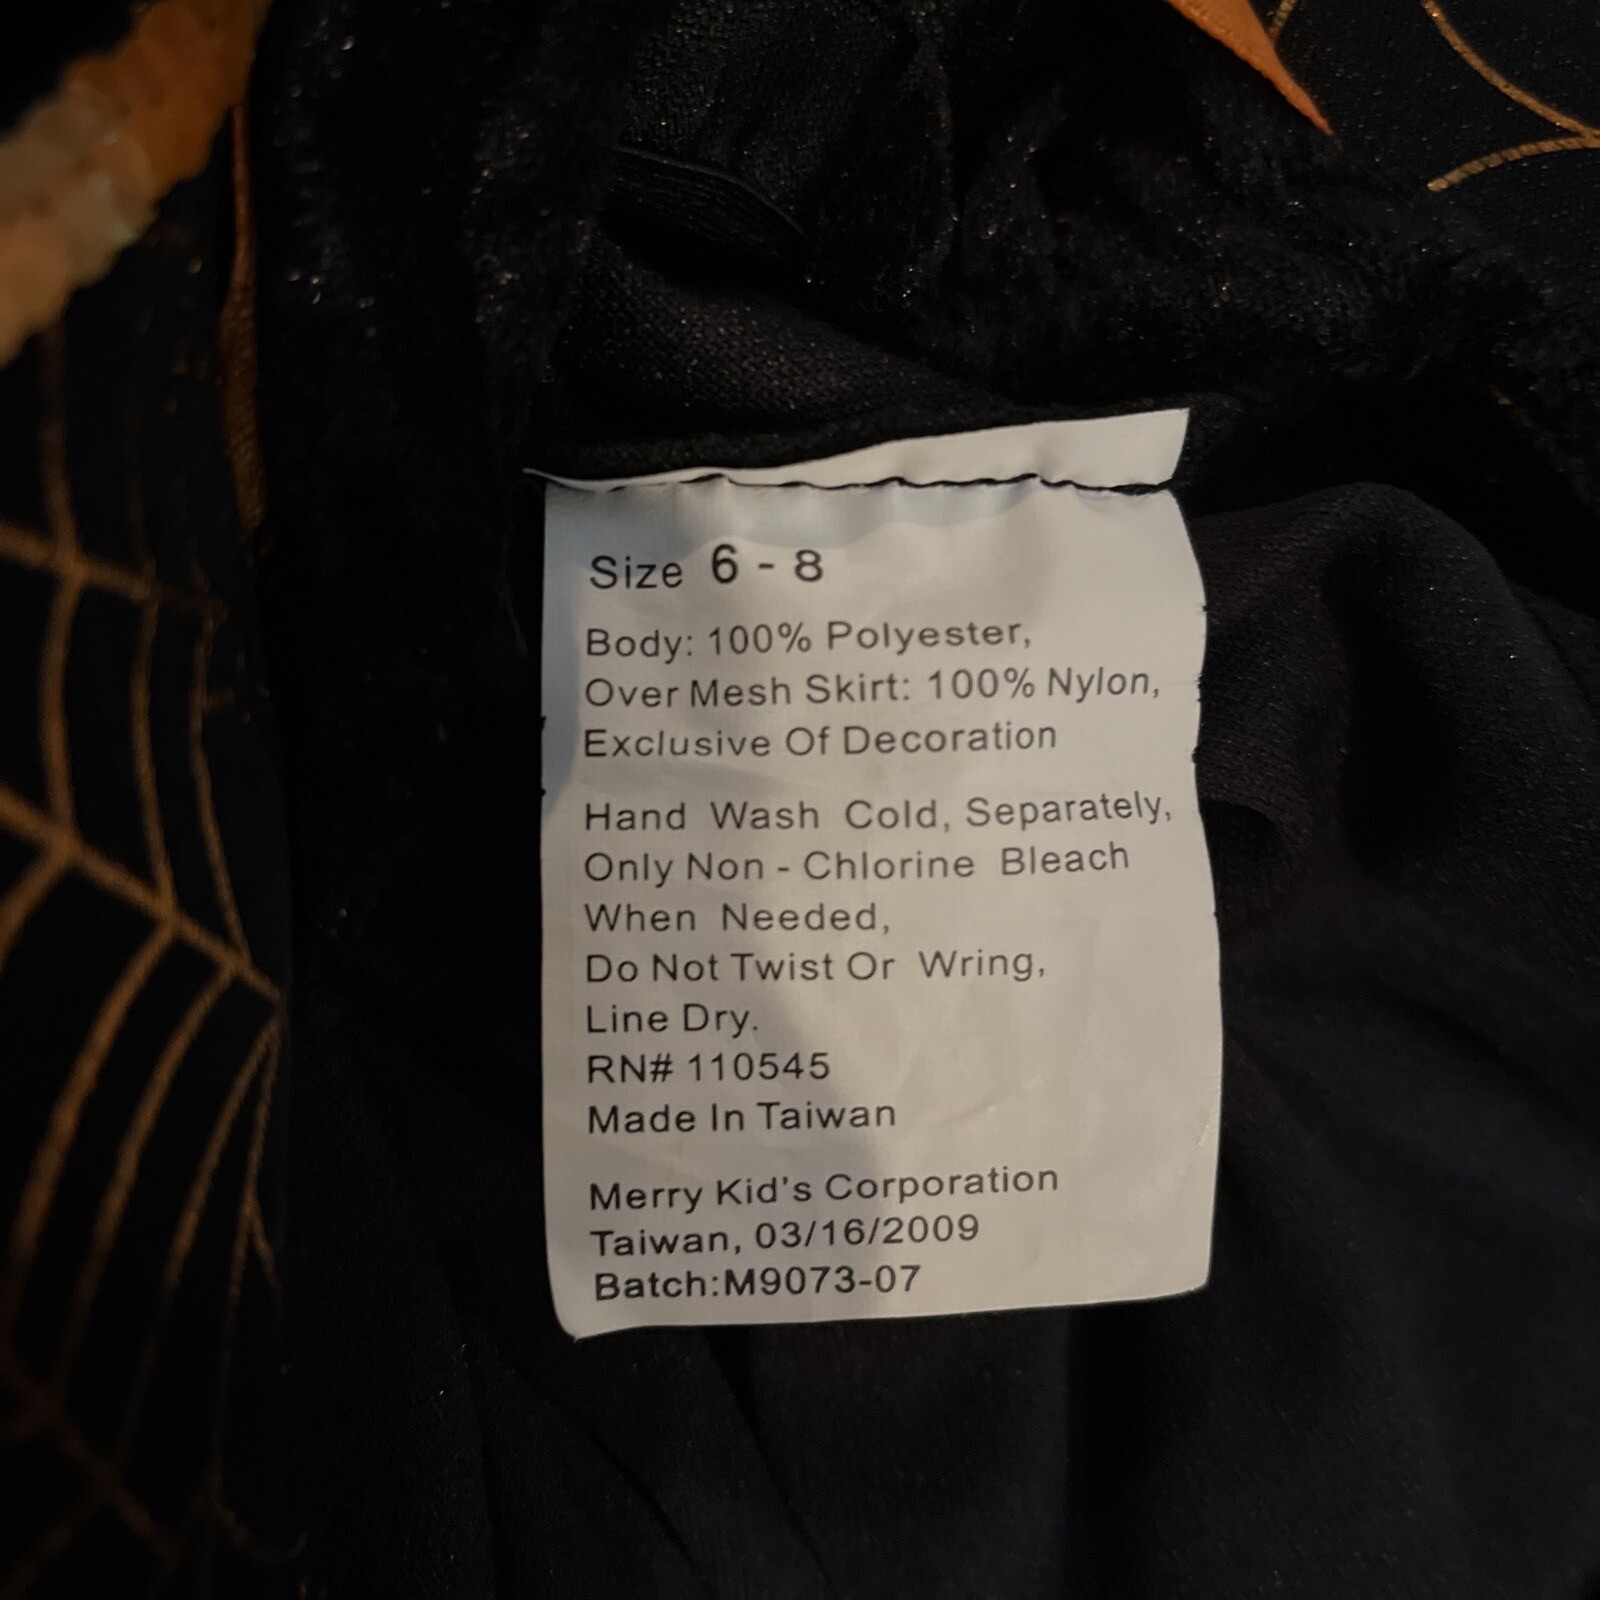 Size 6 - 8
Body: 100% Polyester,
Over Mesh Skirt: 100% Nylon,
Exclusive Of Decoration
Hand Wash Cold, Separately,
Only Non - Chlorine Bleach
When Needed,
Do Not Twist Or Wring,
Line Dry.
RN# 110545
Made In Taiwan
Merry Kid's Corporation
Taiwan, 03/16/2009
Batch:M9073-07